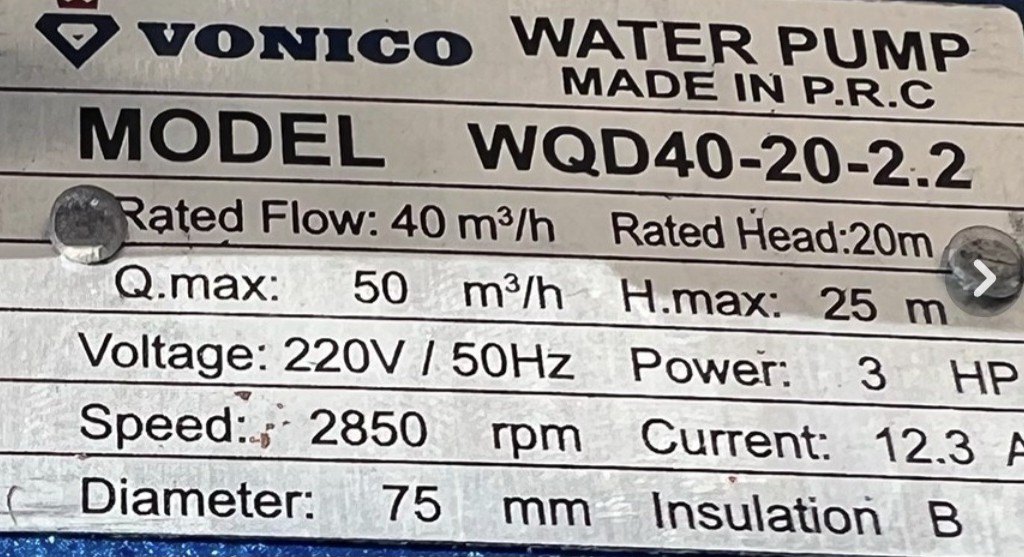 VONICO WATER PUMP
MADE IN P.R.C
MODEL WQD40-20-2.2
Rated Flow: 40 m³/h Rated Head:20m
Q.max: 50 m³/h H.max: 25 m
Voltage: 220V / 50Hz Power: 3 HP
Speed: 2850 rpm Current: 12.3 A
Diameter: 75 mm Insulation B